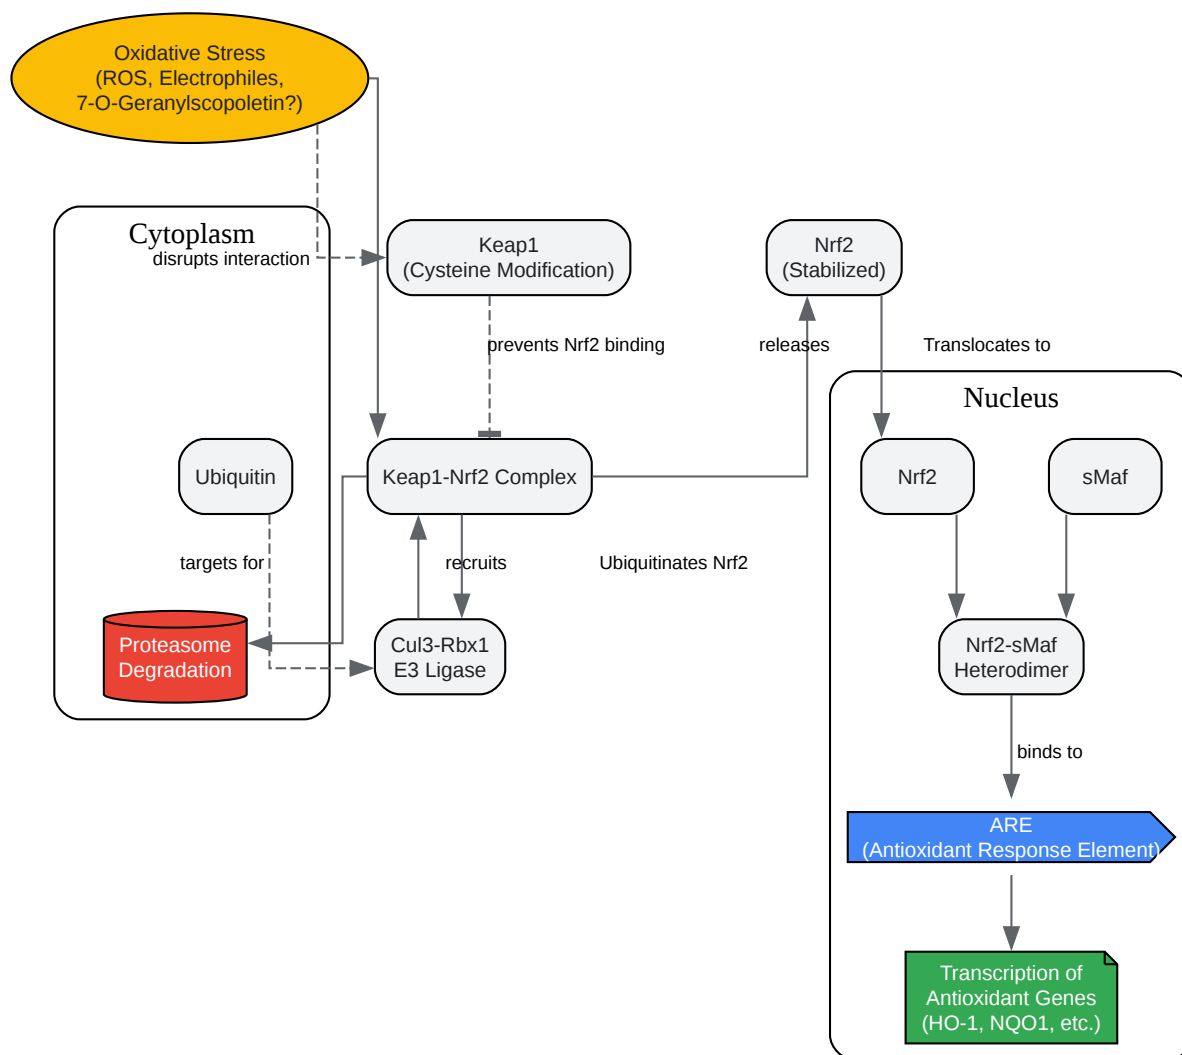 Oxidative Stress
(ROS, Electrophiles,
7-O-Geranylscopoletin?)
Cytoplasm
disrupts interaction
Keap1
(Cysteine Modification)
Nrf2
(Stabilized)
prevents Nrf2 binding
releases
Translocates to
Nucleus
Ubiquitin
Keap1-Nrf2 Complex
Nrf2
sMaf
targets for
recruits
Ubiquitinates Nrf2
Proteasome
Degradation
Cul3-Rbx1
E3 Ligase
Nrf2-sMaf
Heterodimer
binds to
ARE
(Antioxidant Response Element)
Transcription of
Antioxidant Genes
(HO-1, NQO1, etc.)